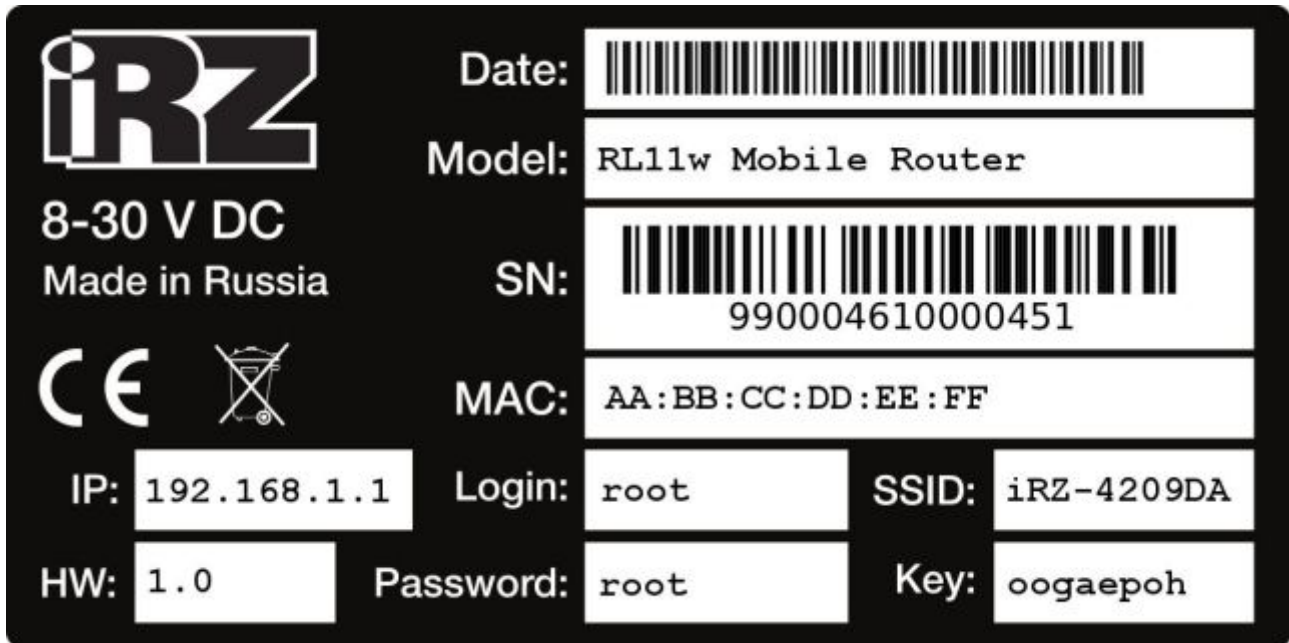 iRZ
8-30 V DC
Made in Russia
CE
Date:
Model: RL11w Mobile Router
SN: 990004610000451
MAC: AA:BB:CC:DD:EE:FF
IP: 192.168.1.1 Login: root SSID: iRZ-4209DA
HW: 1.0 Password: root Key: oogaepoh